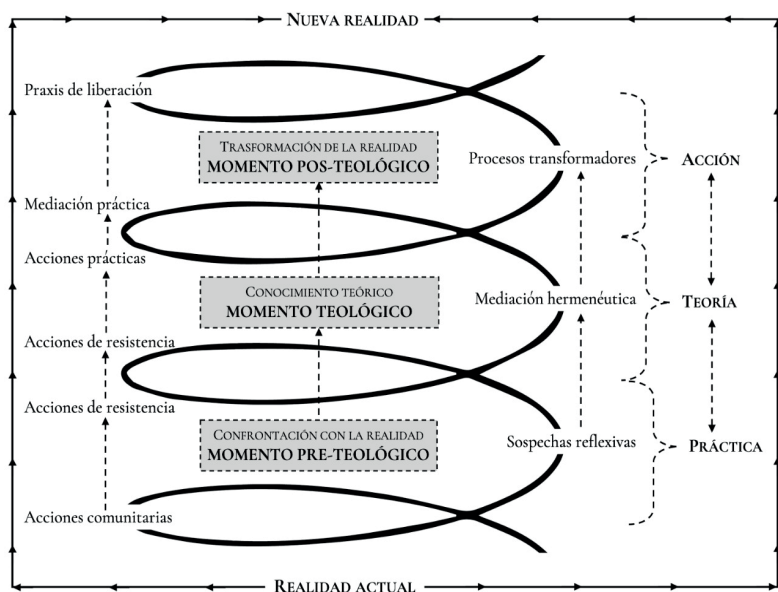 NUEVA REALIDAD
Praxis de liberación
TRASFORMACIÓN DE LA REALIDAD
MOMENTO POS-TEOLÓGICO
Procesos transformadores
ACCIÓN
Mediación práctica
Acciones prácticas
CONOCIMIENTO TEÓRICO
MOMENTO TEOLÓGICO
Mediación hermenéutica
TEORÍA
Acciones de resistencia
Acciones de resistencia
CONFRONTACIÓN CON LA REALIDAD
MOMENTO PRE-TEOLÓGICO
Sospechas reflexivas
PRÁCTICA
Acciones comunitarias
REALIDAD ACTUAL